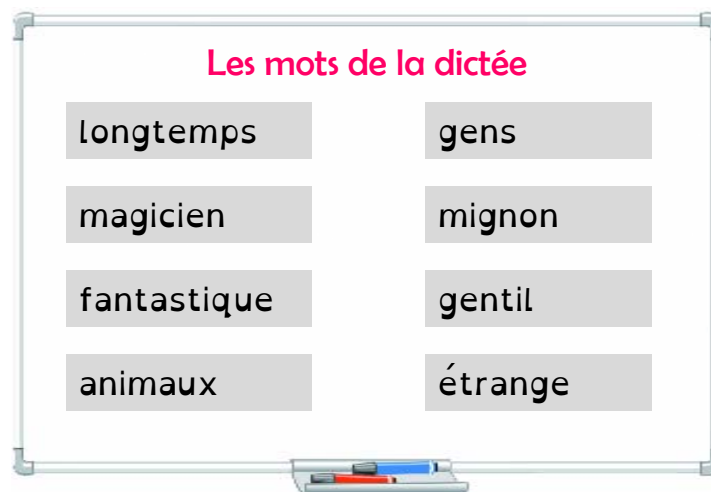 Les mots de la dictée
longtemps
gens
magicien
mignon
fantastique
gentil
animaux
étrange